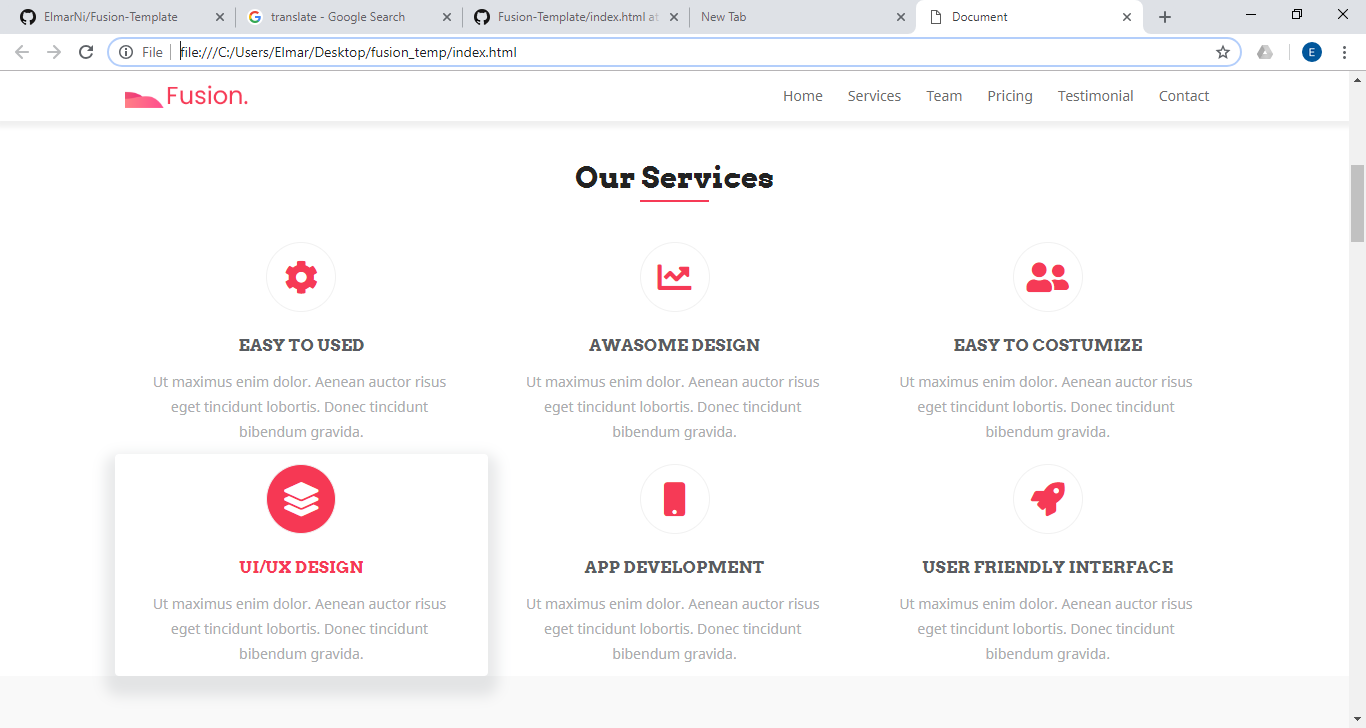 ElmarNi/Fusion-Template
translate - Google Search
Fusion-Template/index.html at
New Tab
Document
File
file:///C:/Users/Elmar/Desktop/fusion_temp/index.html
E
Fusion.
Home Services Team Pricing Testimonial Contact
Our Services
EASY TO USED
Ut maximus enim dolor. Aenean auctor risus
eget tincidunt lobortis. Donec tincidunt
bibendum gravida.
AWASOME DESIGN
Ut maximus enim dolor. Aenean auctor risus
eget tincidunt lobortis. Donec tincidunt
bibendum gravida.
EASY TO COSTUMIZE
Ut maximus enim dolor. Aenean auctor risus
eget tincidunt lobortis. Donec tincidunt
bibendum gravida.
UI/UX DESIGN
Ut maximus enim dolor. Aenean auctor risus
eget tincidunt lobortis. Donec tincidunt
bibendum gravida.
APP DEVELOPMENT
Ut maximus enim dolor. Aenean auctor risus
eget tincidunt lobortis. Donec tincidunt
bibendum gravida.
USER FRIENDLY INTERFACE
Ut maximus enim dolor. Aenean auctor risus
eget tincidunt lobortis. Donec tincidunt
bibendum gravida.